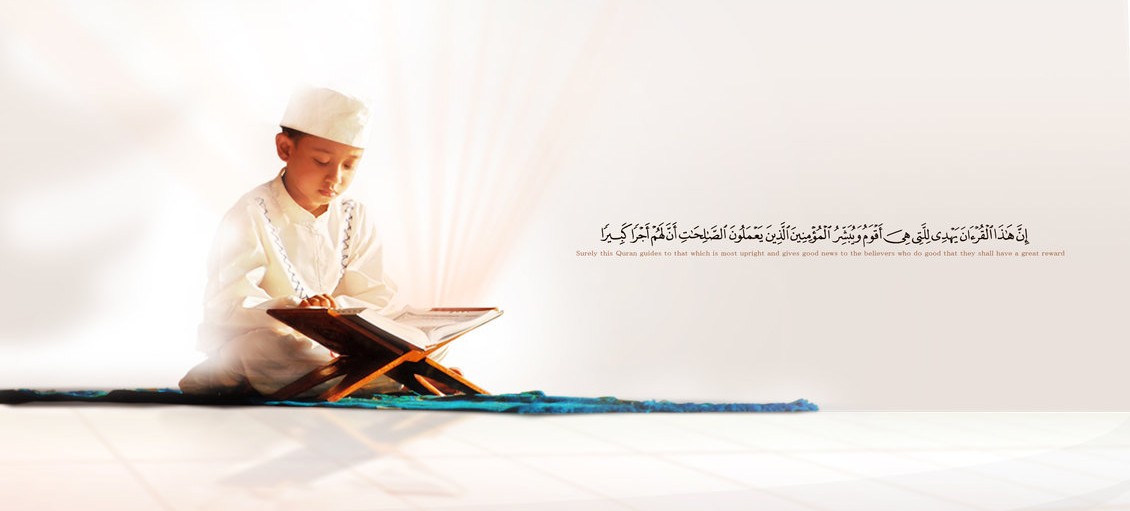 إِنَّ هَٰذَا ٱلْقُرْءَانَ يَهْدِى لِلَّتِى هِىَ أَقْوَمُ وَيُبَشِّرُ ٱلْمُؤْمِنِينَ ٱلَّذِينَ يَعْمَلُونَ ٱلصَّٰلِحَٰتِ أَنَّ لَهُمْ أَجْرًا كَبِيرًا
Surely this Quran guides to that which is most upright and gives good news to the believers who do good that they shall have a great reward